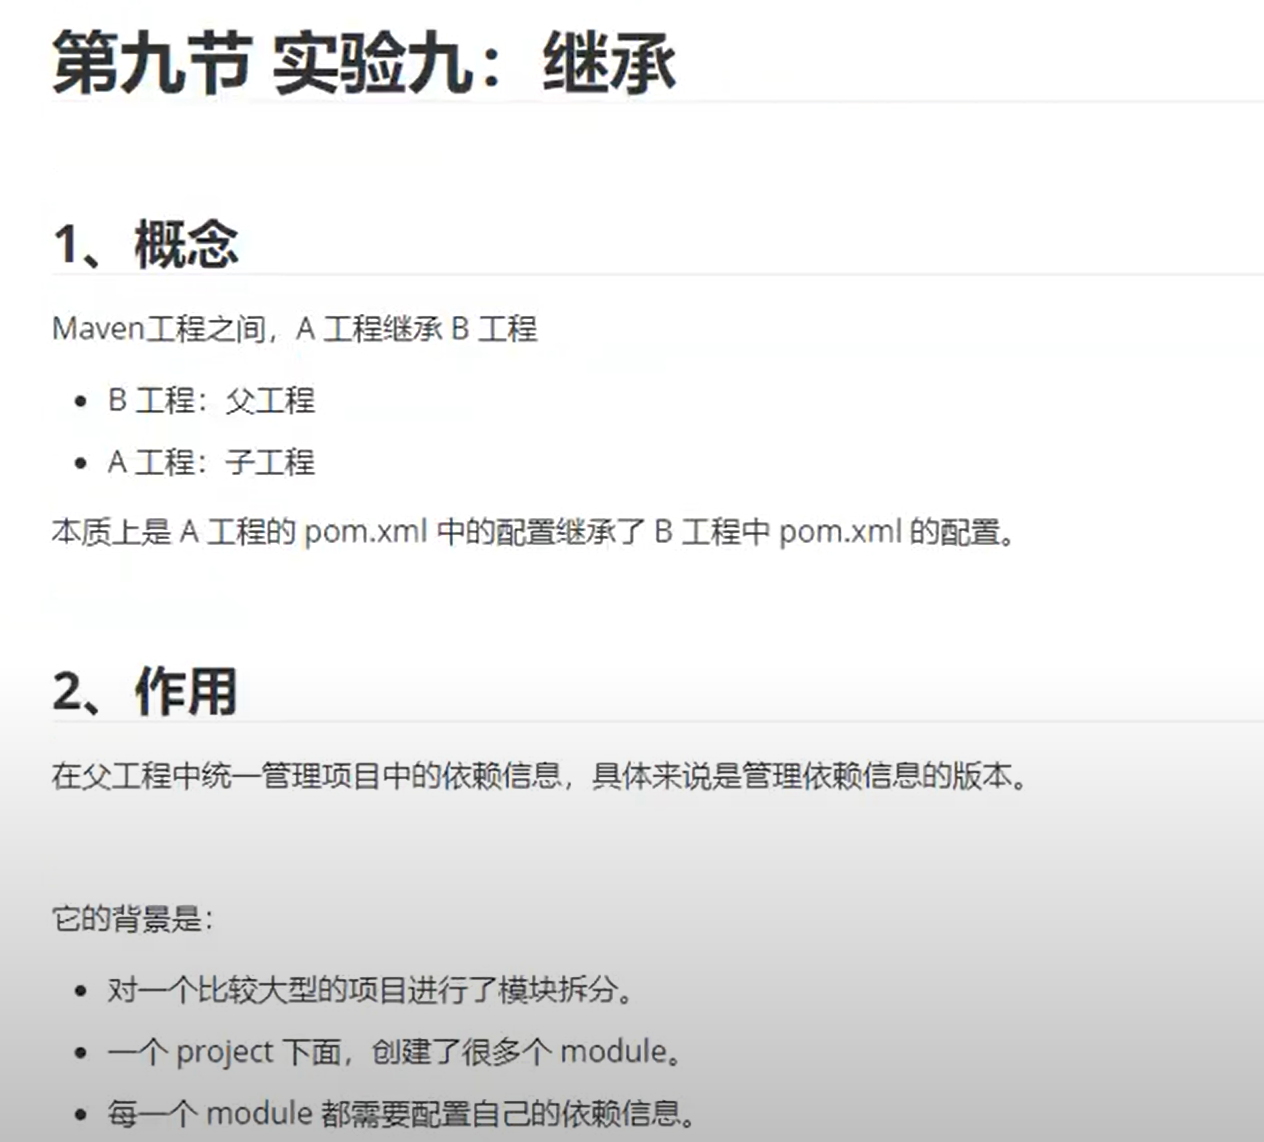 第九节 实验九：继承
1、概念
Maven工程之间，A 工程继承 B 工程
• B 工程：父工程
• A 工程：子工程
本质上是 A 工程的 pom.xml 中的配置继承了 B 工程中 pom.xml 的配置。
2、作用
在父工程中统一管理项目中的依赖信息，具体来说是管理依赖信息的版本。
它的背景是：
• 对一个比较大型的项目进行了模块拆分。
• 一个 project 下面，创建了很多个 module。
• 每一个 module 都需要配置自己的依赖信息。